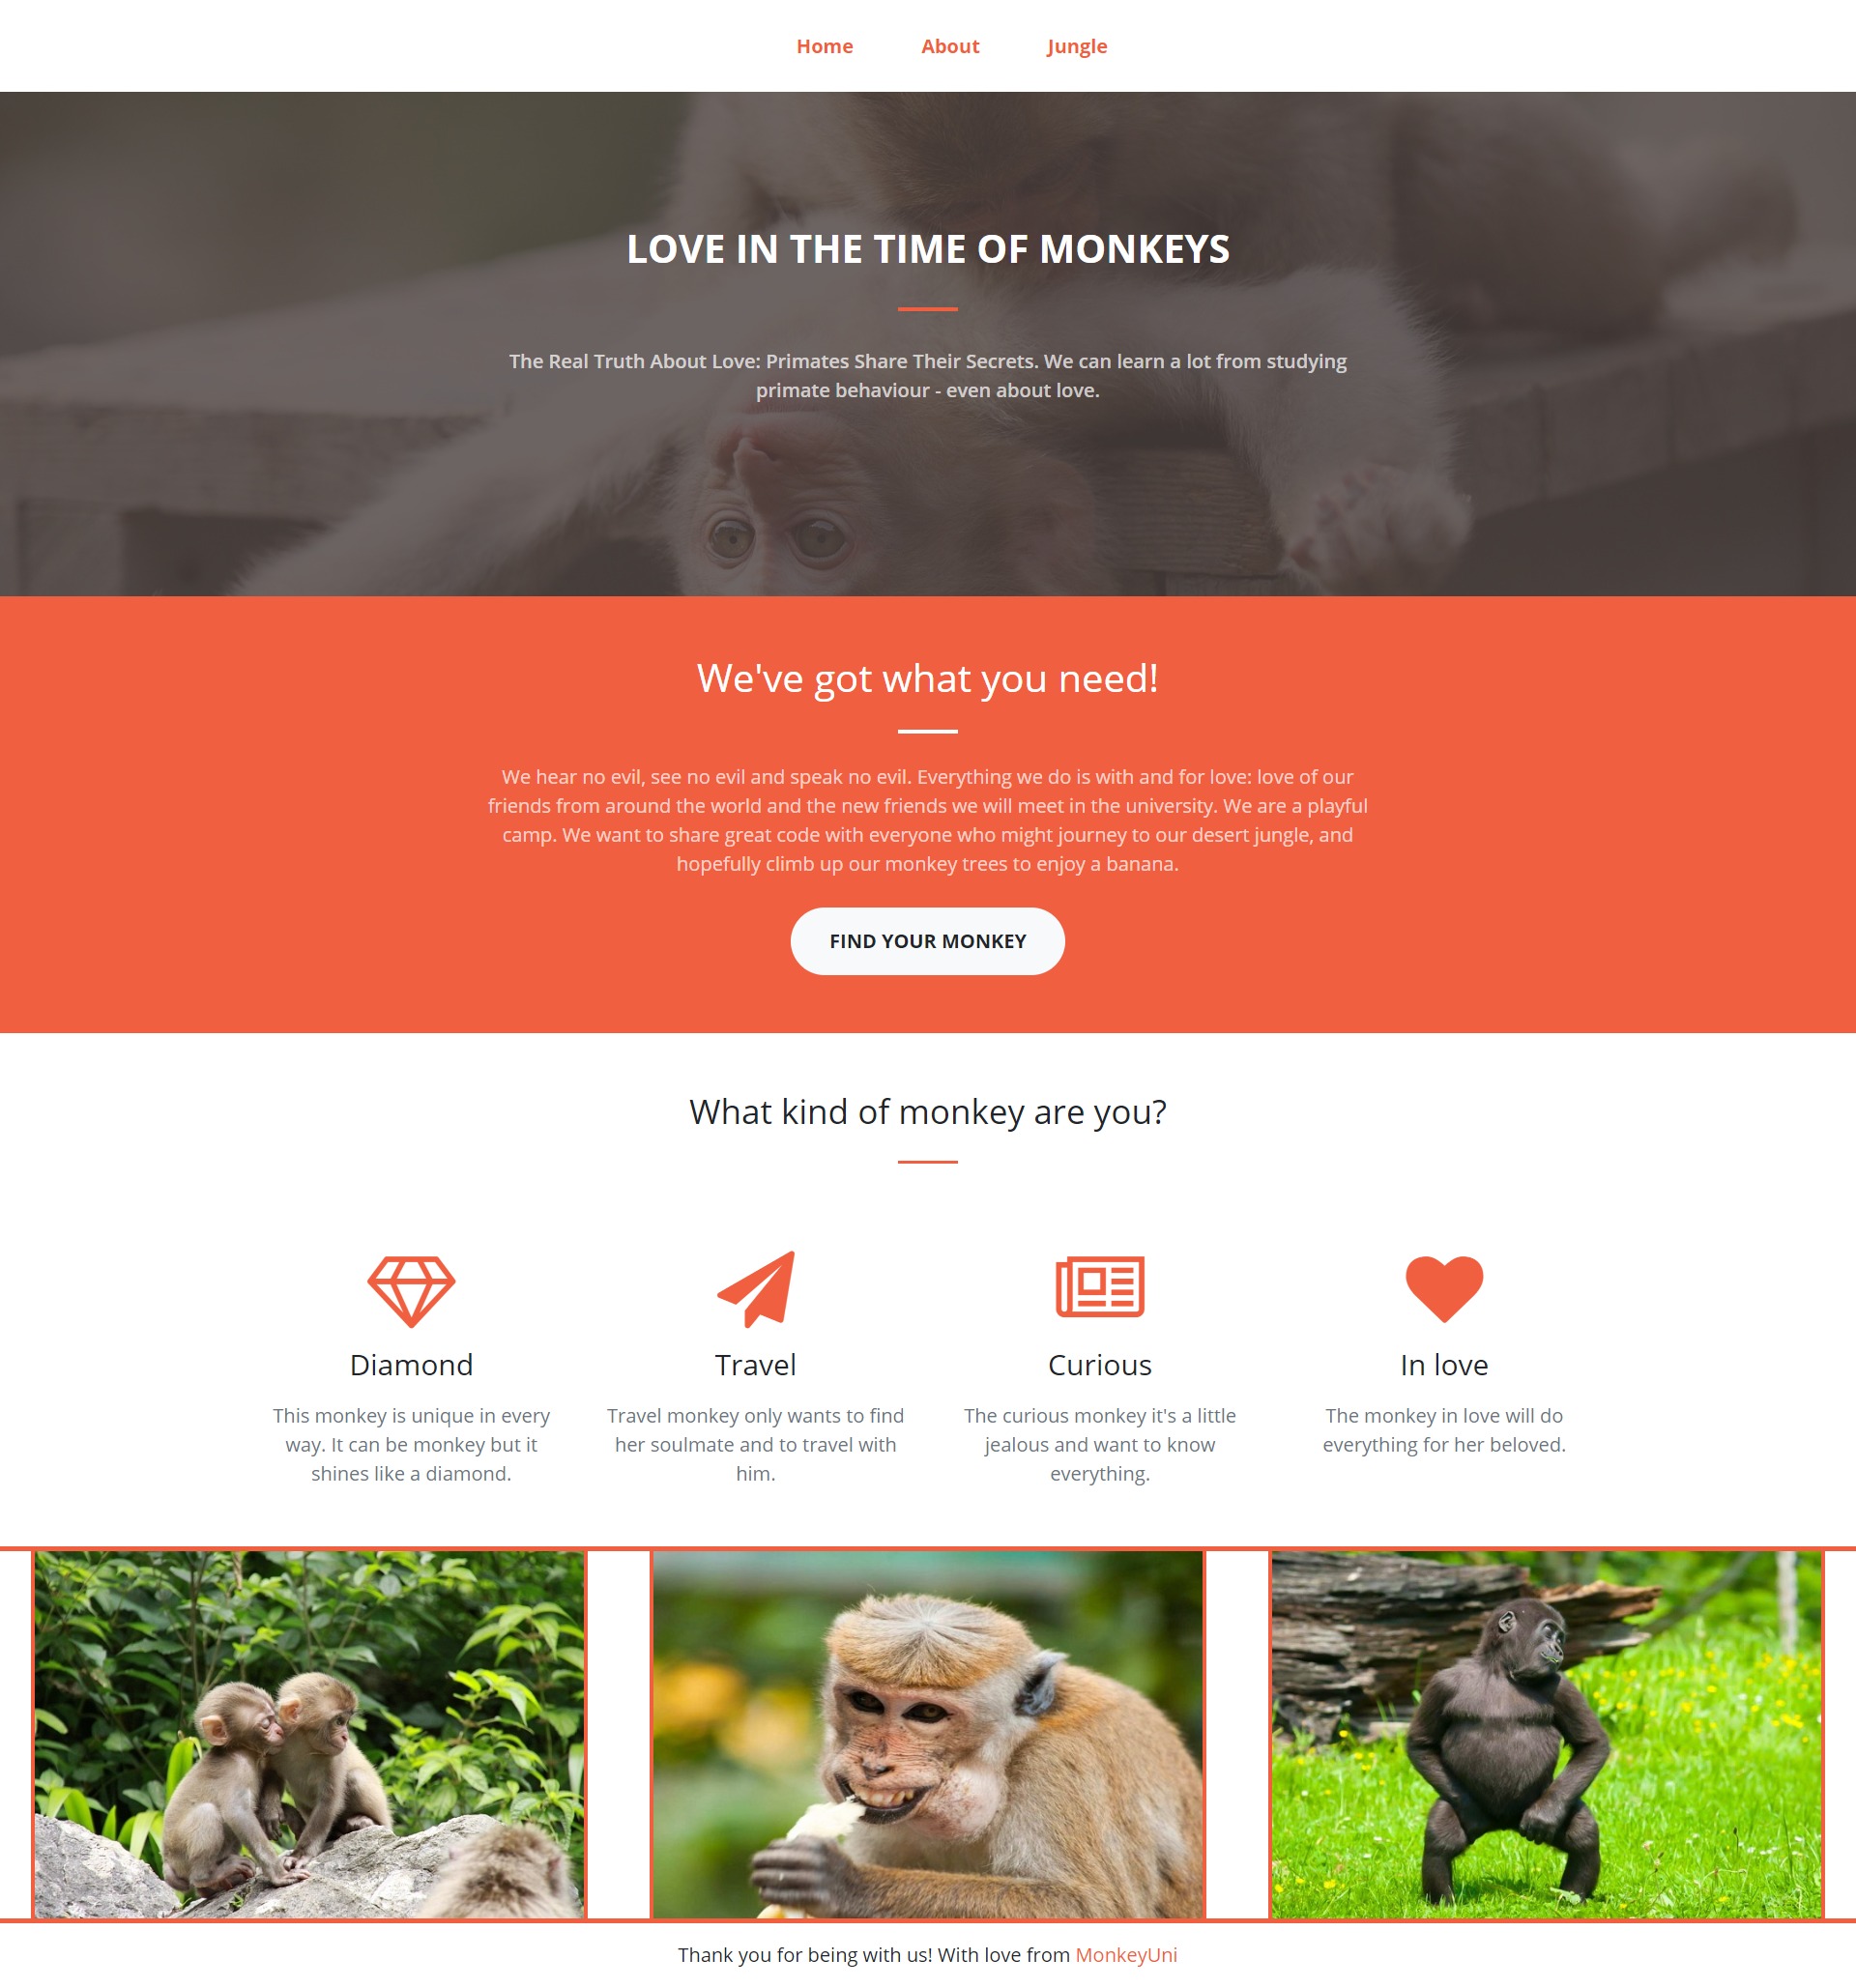 Home About Jungle
LOVE IN THE TIME OF MONKEYS
The Real Truth About Love: Primates Share Their Secrets. We can learn a lot from studying
primate behaviour - even about love.
We've got what you need!
We hear no evil, see no evil and speak no evil. Everything we do is with and for love: love of our
friends from around the world and the new friends we will meet in the university. We are a playful
camp. We want to share great code with everyone who might journey to our desert jungle, and
hopefully climb up our monkey trees to enjoy a banana.
FIND YOUR MONKEY
What kind of monkey are you?
Diamond
This monkey is unique in every
way. It can be monkey but it
shines like a diamond.
Travel
Travel monkey only wants to find
her soulmate and to travel with
him.
Curious
The curious monkey it's a little
jealous and want to know
everything.
In love
The monkey in love will do
everything for her beloved.
Thank you for being with us! With love from MonkeyUni